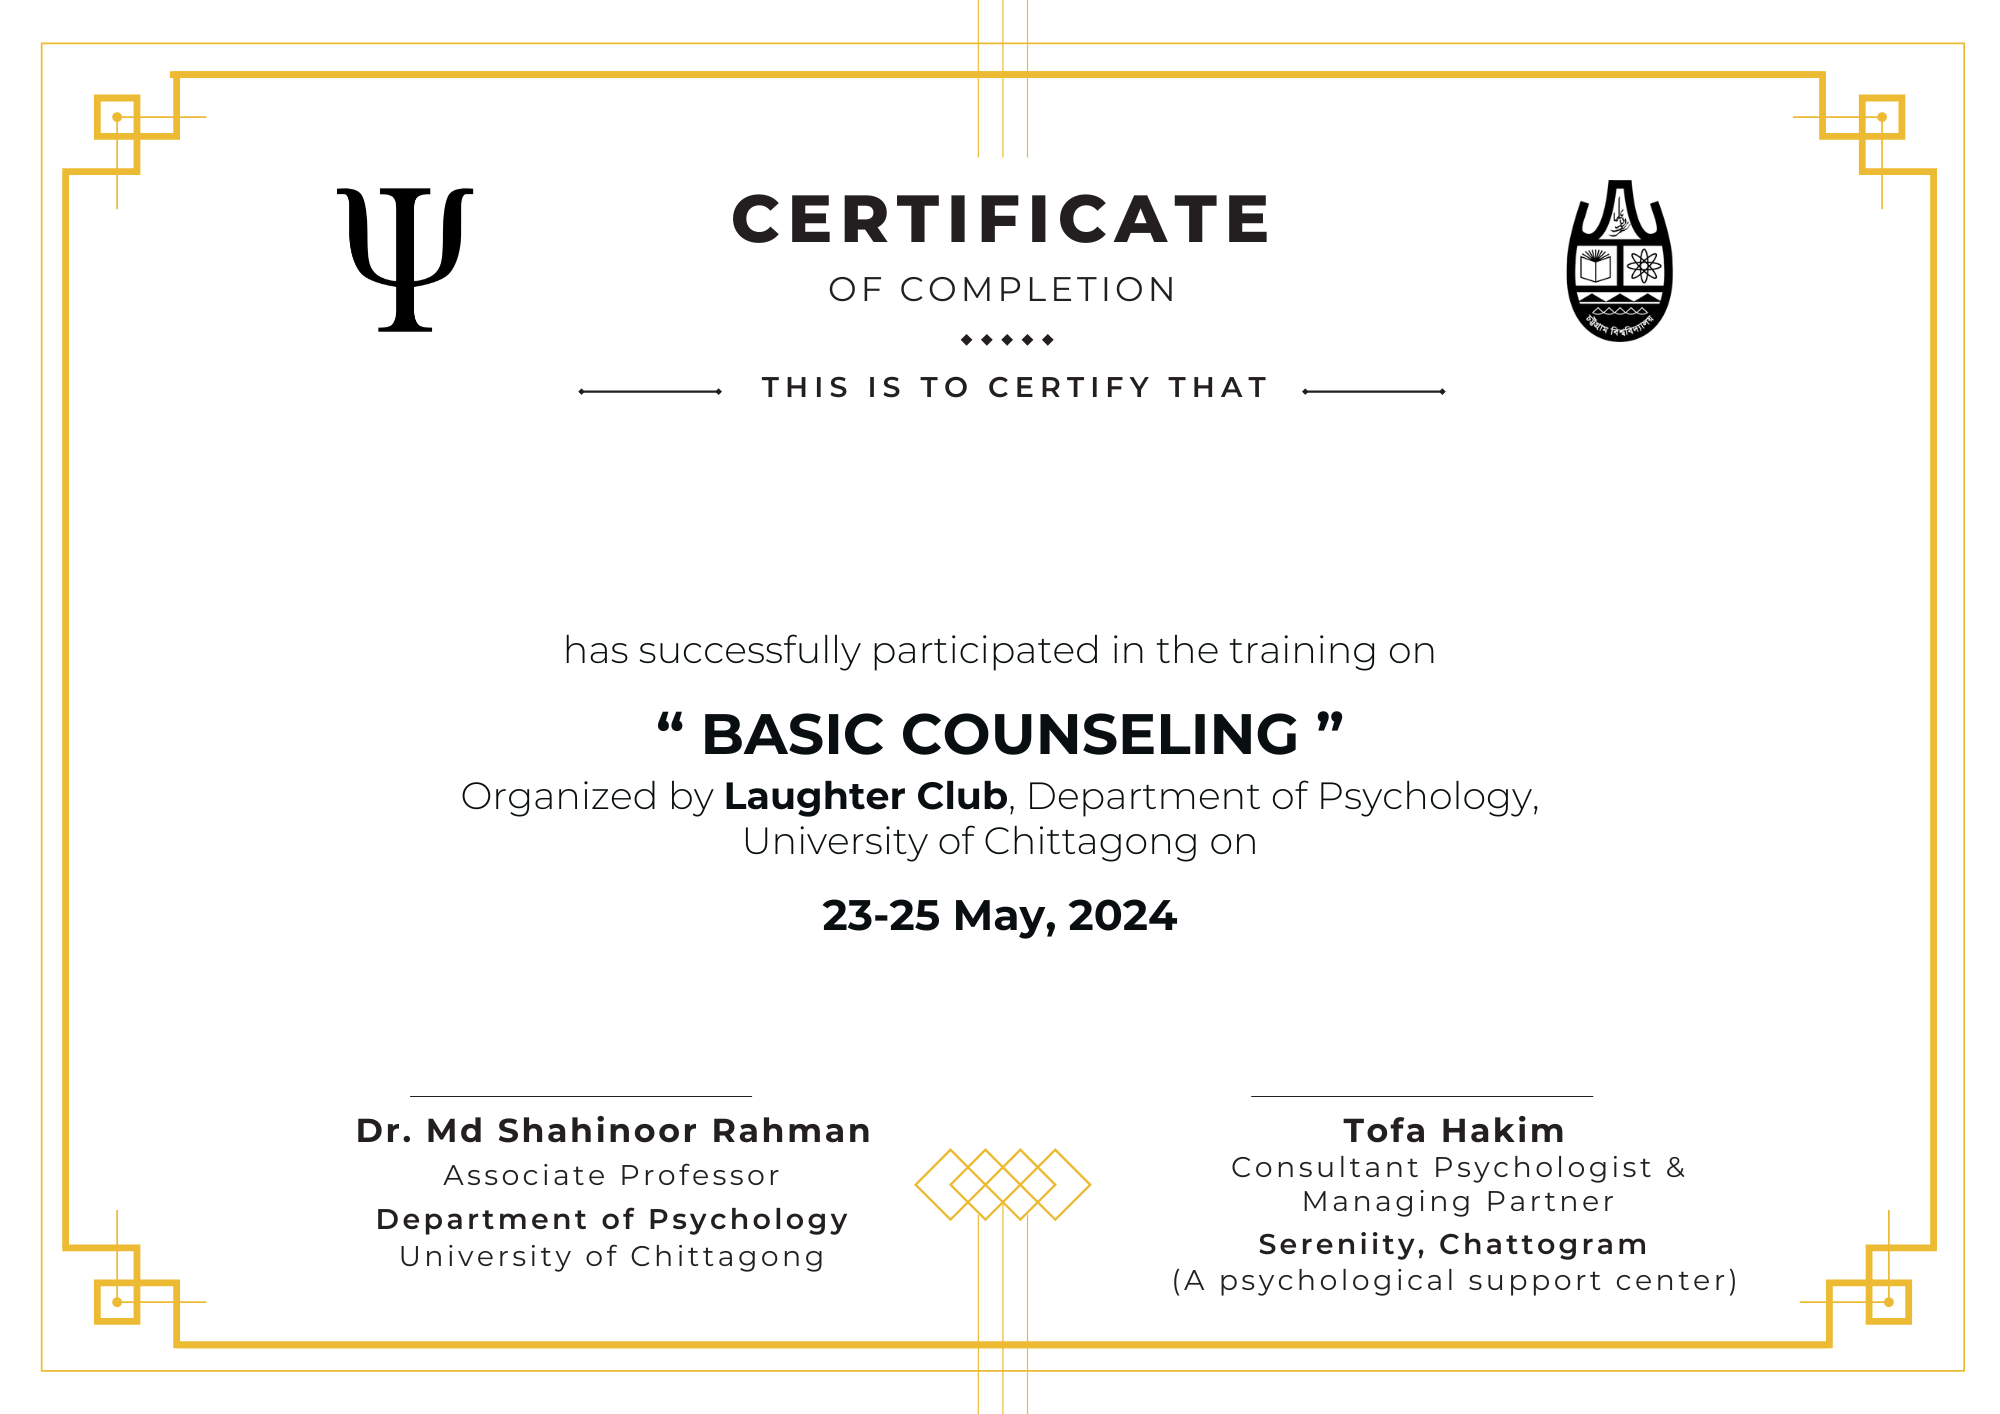 Ψ
CERTIFICATE
OF COMPLETION
THIS IS TO CERTIFY THAT
চট্টগ্রাম বিশ্ববিদ্যালয়
has successfully participated in the training on
“ BASIC COUNSELING ”
Organized by Laughter Club, Department of Psychology,
University of Chittagong on
23-25 May, 2024
Dr. Md Shahinoor Rahman
Associate Professor
Department of Psychology
University of Chittagong
Tofa Hakim
Consultant Psychologist &
Managing Partner
Sereniity, Chattogram
(A psychological support center)